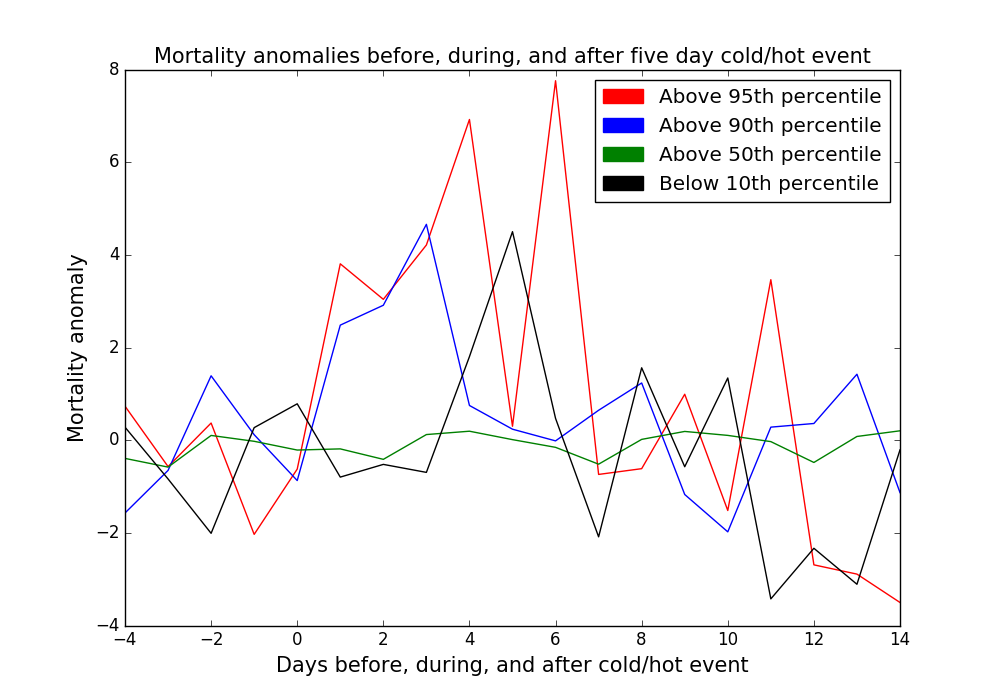 Mortality anomalies before, during, and after five day cold/hot event
8
6
4
2
0
−2
−4
Mortality anomaly
Above 95th percentile
Above 90th percentile
Above 50th percentile
Below 10th percentile
−4 −2 0 2 4 6 8 10 12 14
Days before, during, and after cold/hot event